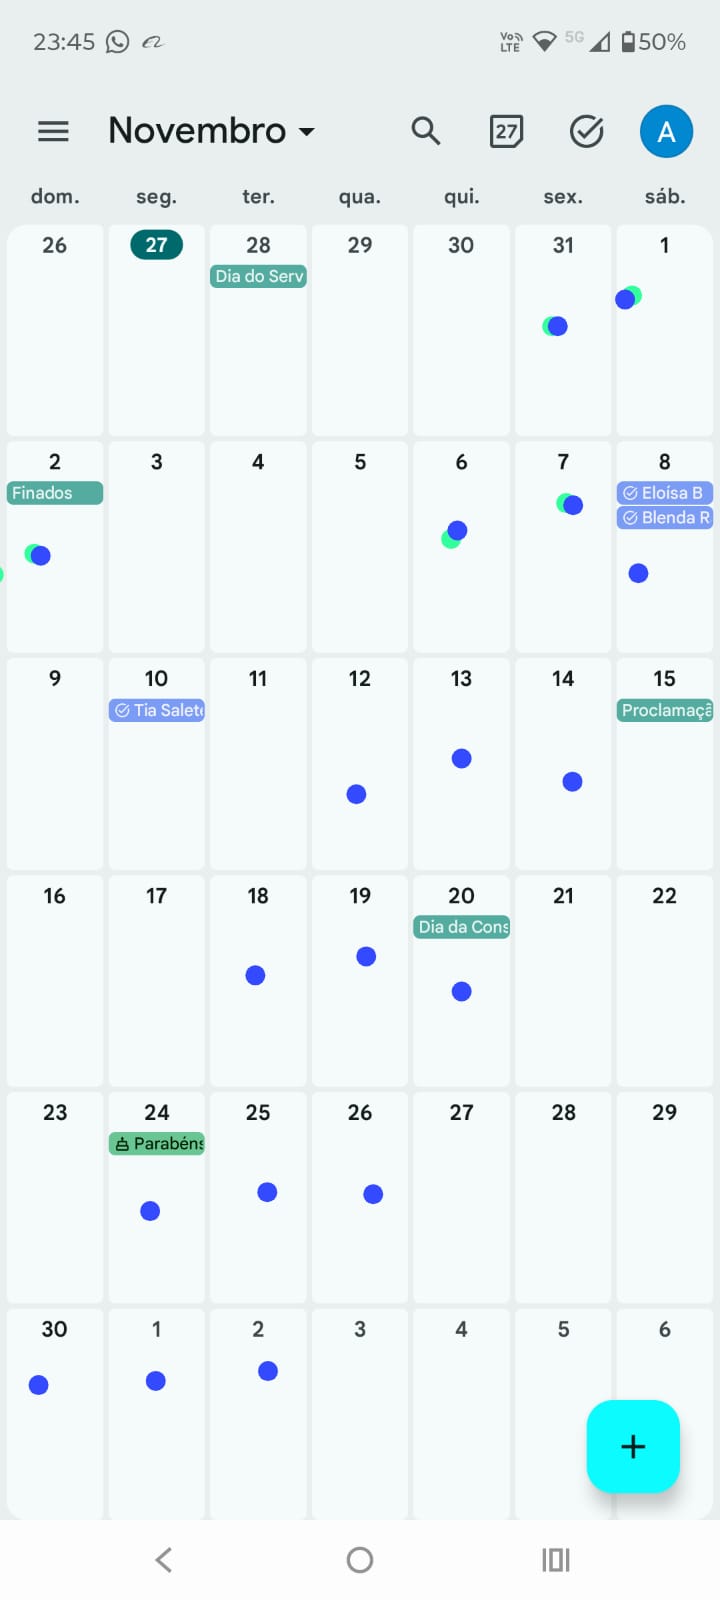 23:45 Vo LTE 5G 50%
Novembro 27 A
dom. seg. ter. qua. qui. sex. sáb.
26 27 28 29 30 31 1
Dia do Serv
2 3 4 5 6 7 8
Finados Eloísa B
Blenda R
9 10 11 12 13 14 15
Tia Salete Proclamaçã
16 17 18 19 20 21 22
Dia da Cons
23 24 25 26 27 28 29
Parabéns
30 1 2 3 4 5 6
+